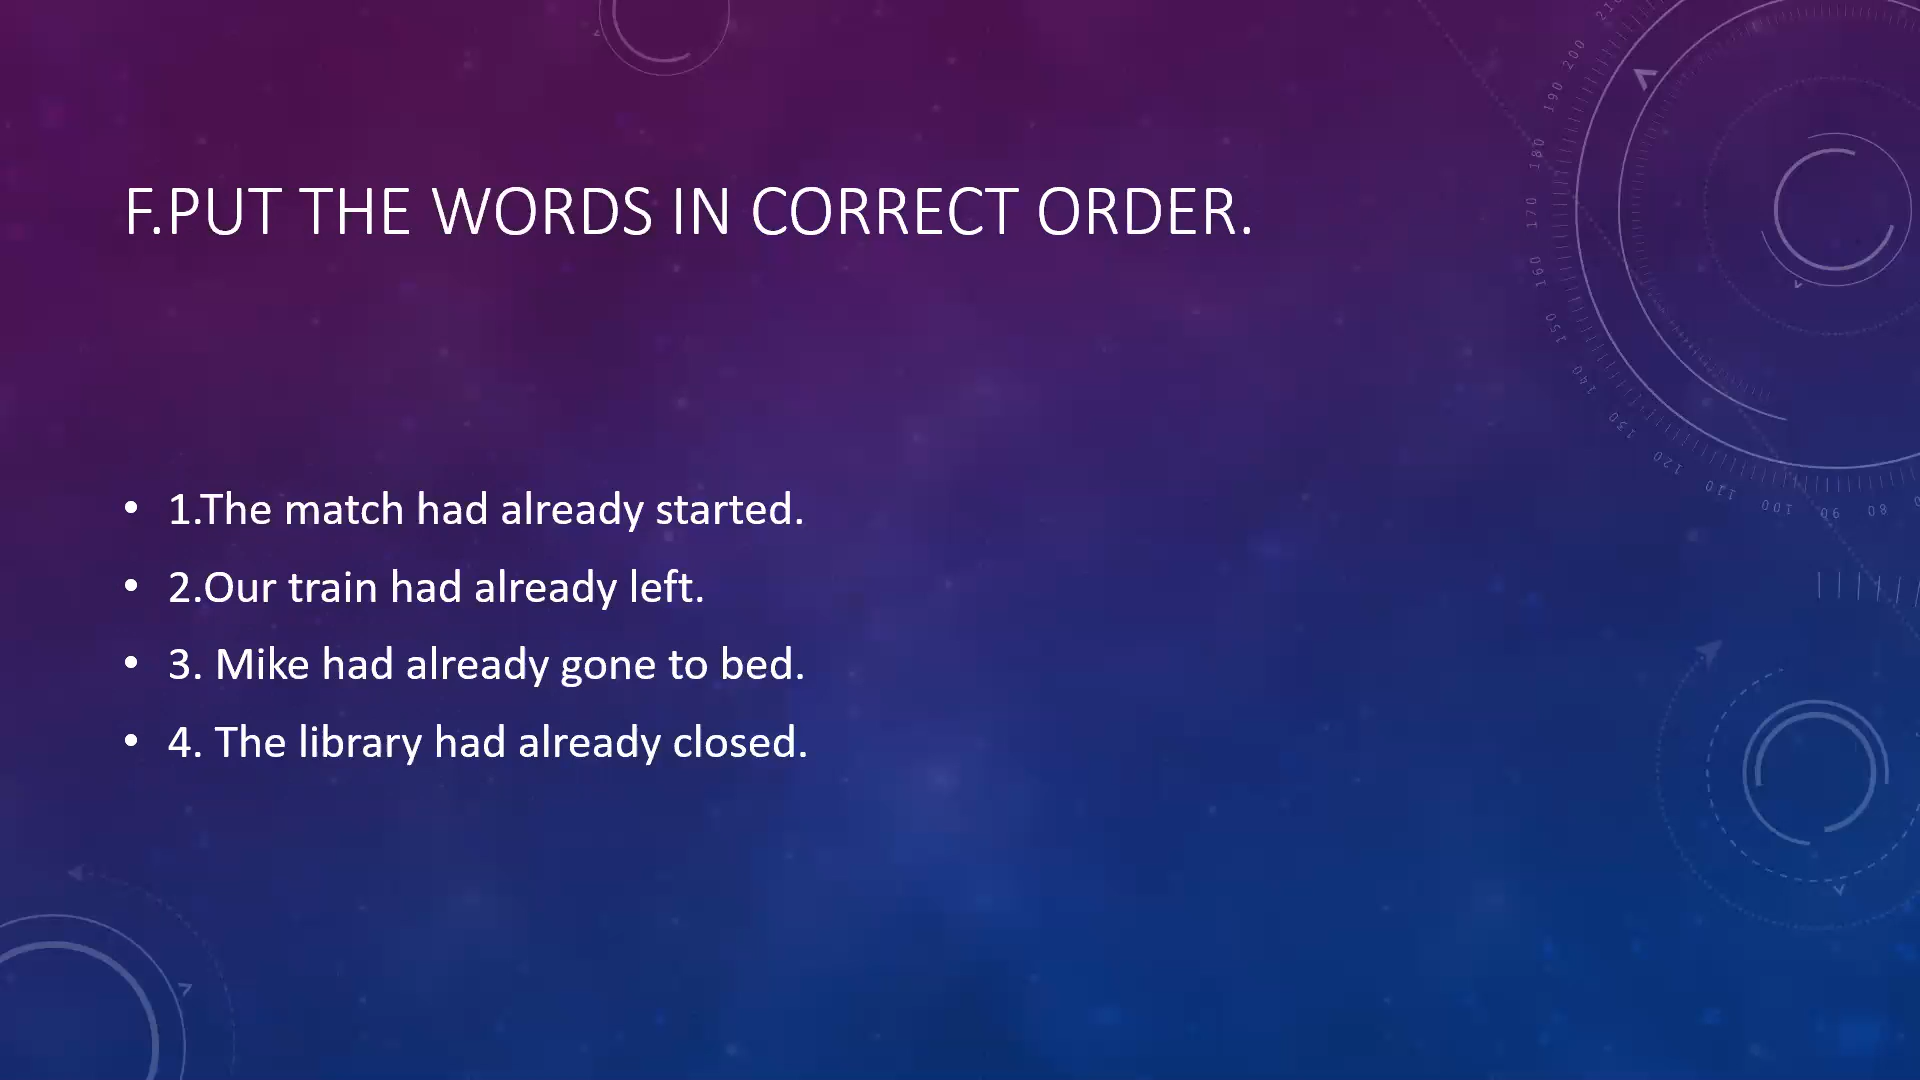 F.PUT THE WORDS IN CORRECT ORDER.
• 1.The match had already started.
• 2.Our train had already left.
• 3. Mike had already gone to bed.
• 4. The library had already closed.